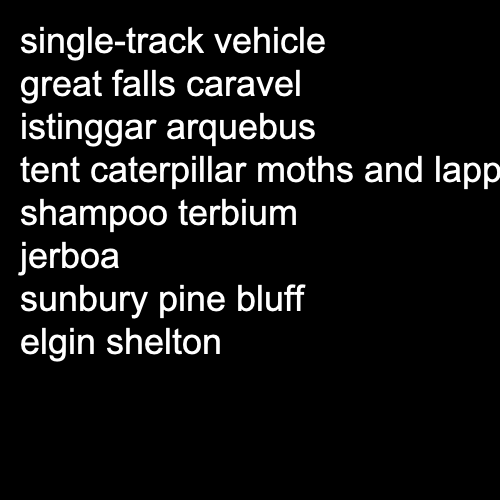 single-track vehicle
great falls caravel
istinggar arquebus
tent caterpillar moths and lapp
shampoo terbium
jerboa
sunbury pine bluff
elgin shelton